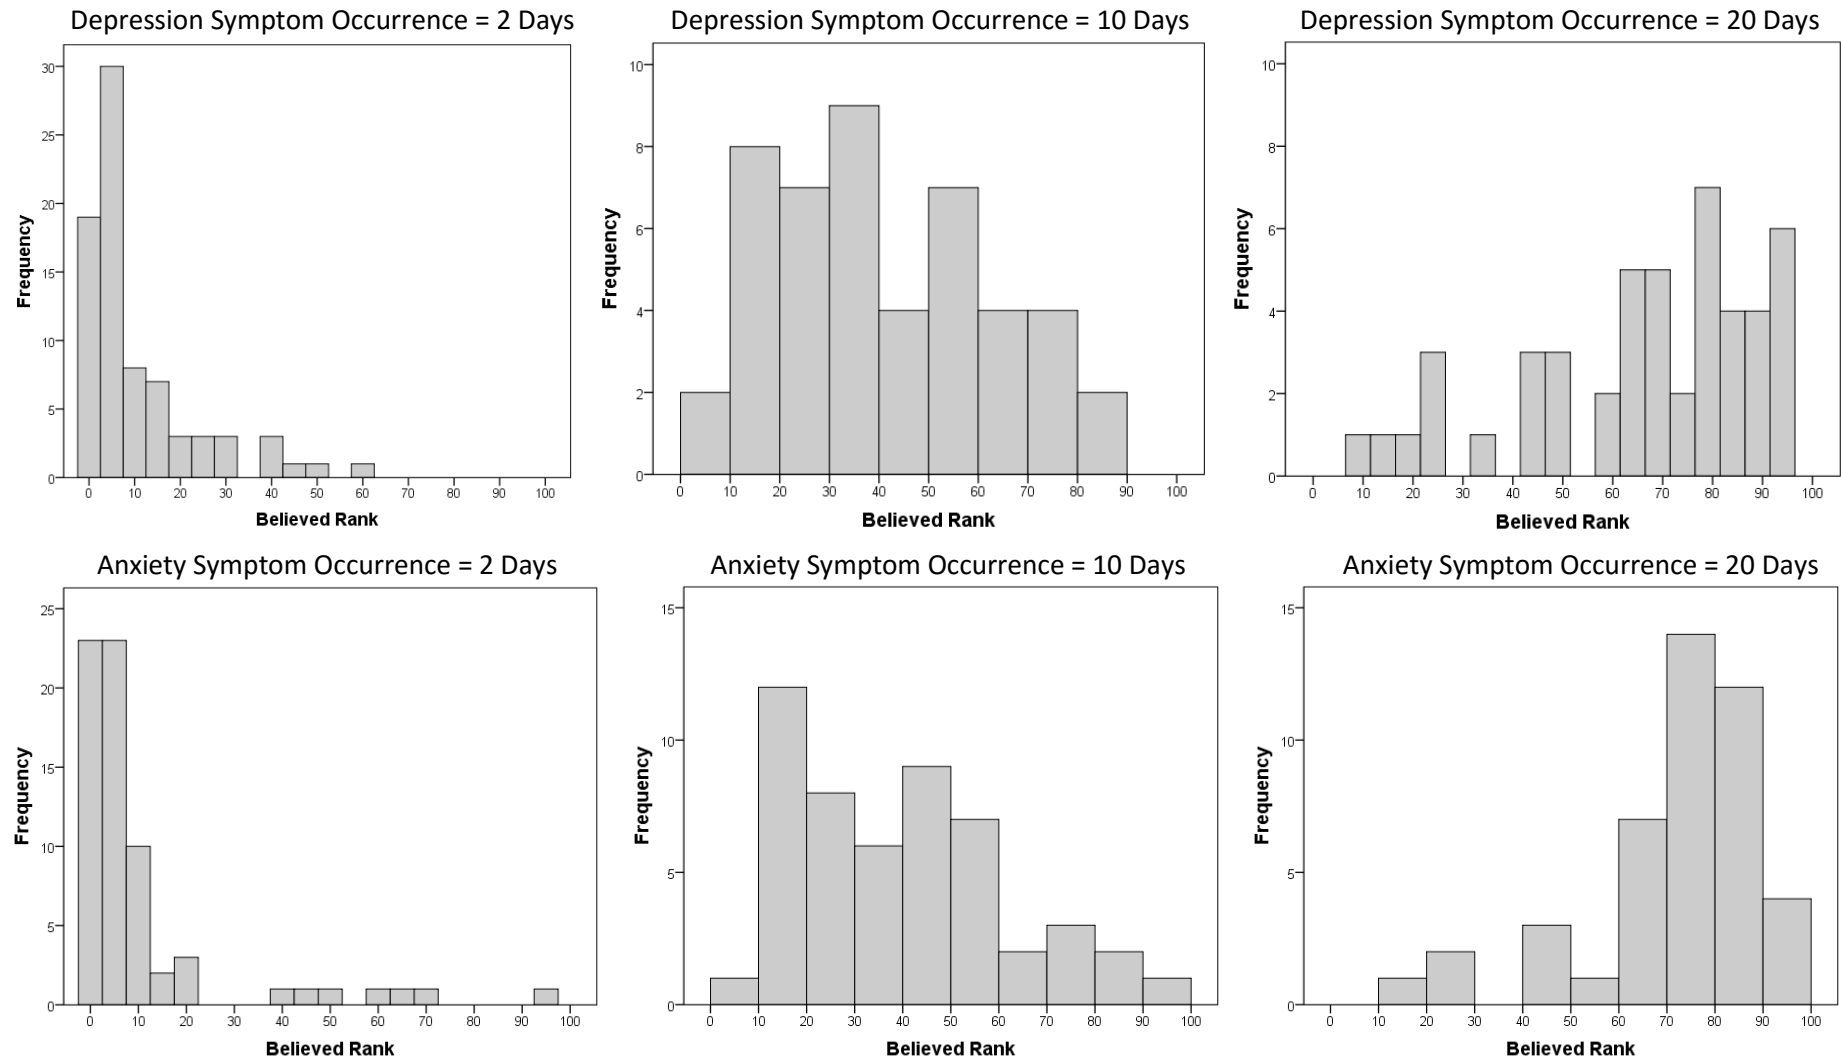 Depression Symptom Occurrence = 2 Days
30
25
20
15
10
5
0
Frequency
0 10 20 30 40 50 60 70 80 90 100
Believed Rank
Depression Symptom Occurrence = 10 Days
10
8
6
4
2
0
Frequency
0 10 20 30 40 50 60 70 80 90 100
Believed Rank
Depression Symptom Occurrence = 20 Days
10
8
6
4
2
0
Frequency
0 10 20 30 40 50 60 70 80 90 100
Believed Rank
Anxiety Symptom Occurrence = 2 Days
25
20
15
10
5
0
Frequency
0 10 20 30 40 50 60 70 80 90 100
Believed Rank
Anxiety Symptom Occurrence = 10 Days
15
10
5
0
Frequency
0 10 20 30 40 50 60 70 80 90 100
Believed Rank
Anxiety Symptom Occurrence = 20 Days
15
10
5
0
Frequency
0 10 20 30 40 50 60 70 80 90 100
Believed Rank